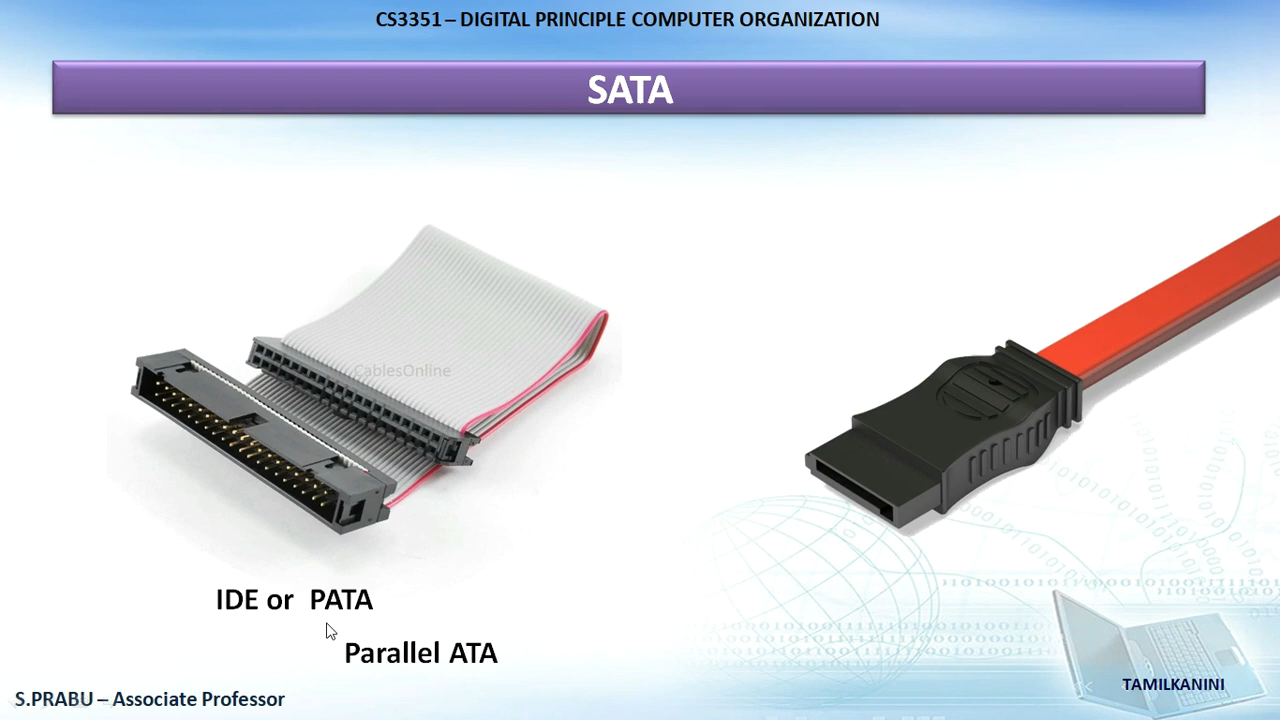 CS3351 – DIGITAL PRINCIPLE COMPUTER ORGANIZATION
SATA
CablesOnline
IDE or PATA
Parallel ATA
S.PRABU – Associate Professor
TAMILKANINI